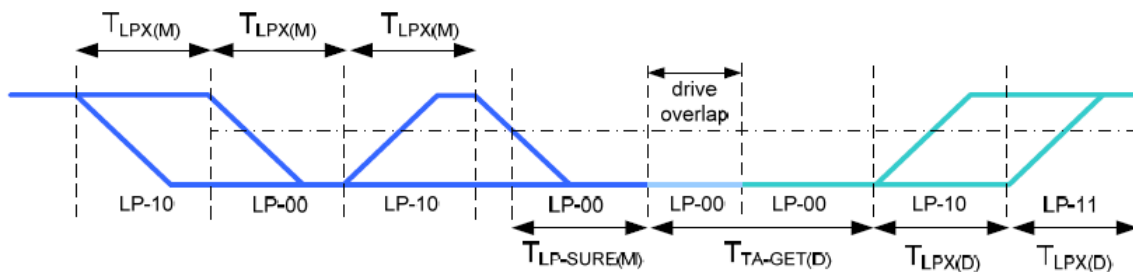 TLPX(M) TLPX(M) TLPX(M)
drive
overlap
LP-10 LP-00 LP-10 LP-00 LP-00 LP-00 LP-10 LP-11
TLP-SURE(M) TTA-GET(D) TLPX(D) TLPX(D)